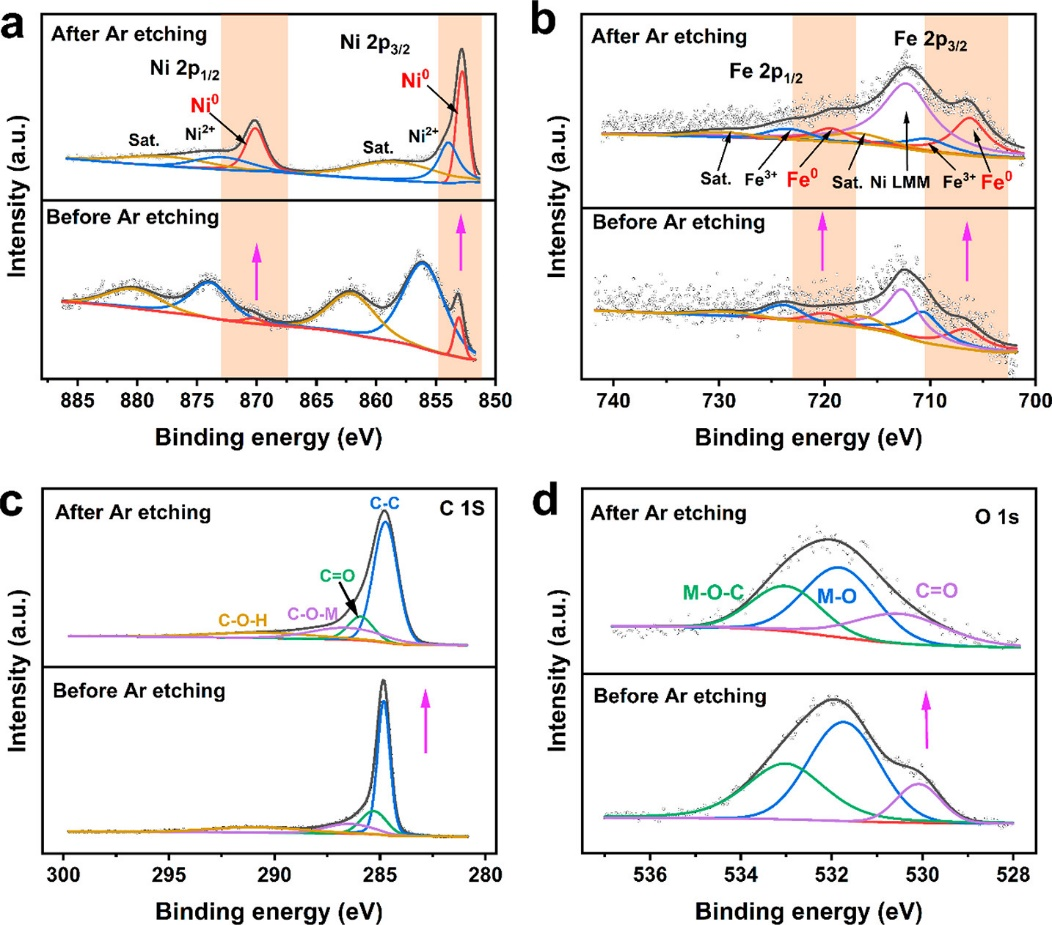 a
After Ar etching
Ni 2p3/2
Ni 2p1/2
Ni0
Ni0
Sat.
Ni2+
Sat.
Ni2+
Before Ar etching
Intensity (a.u.)
885 880 875 870 865 860 855 850
Binding energy (eV)
b
After Ar etching
Fe 2p3/2
Fe 2p1/2
Sat. Fe3+ Fe0 Sat. Ni LMM Fe3+ Fe0
Before Ar etching
Intensity (a.u.)
740 730 720 710 700
Binding energy (eV)
c
C-C
C 1S
After Ar etching
C=O
C-O-M
C-O-H
Before Ar etching
Intensity (a.u.)
300 295 290 285 280
Binding energy (eV)
d
After Ar etching
O 1s
M-O-C
M-O
C=O
Before Ar etching
Intensity (a.u.)
536 534 532 530 528
Binding energy (eV)